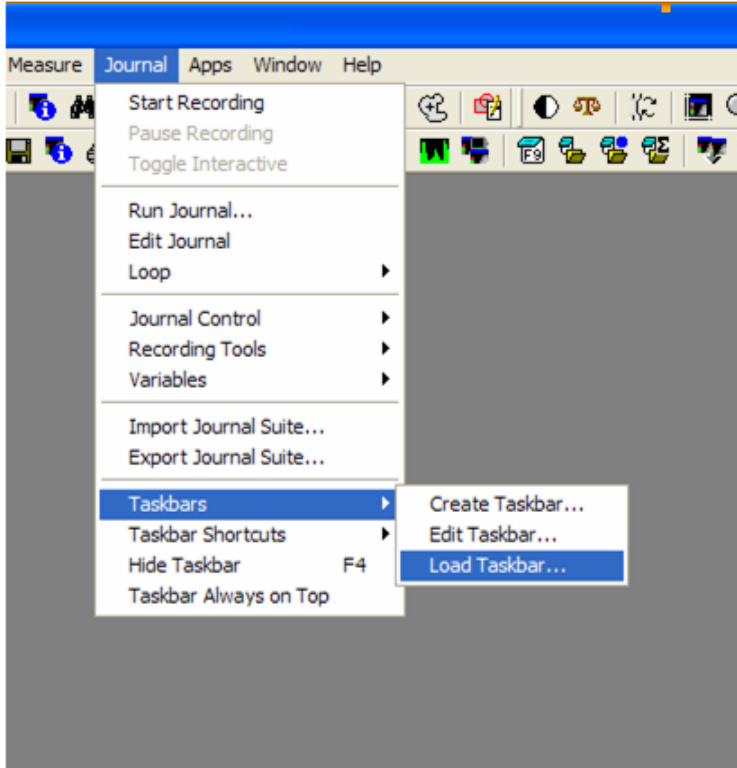 Measure Journal Apps Window Help
Start Recording
Pause Recording
Toggle Interactive
Run Journal...
Edit Journal
Loop
Journal Control
Recording Tools
Variables
Import Journal Suite...
Export Journal Suite...
Taskbars
Taskbar Shortcuts
Hide Taskbar F4
Taskbar Always on Top
Create Taskbar...
Edit Taskbar...
Load Taskbar...
F9
Σ